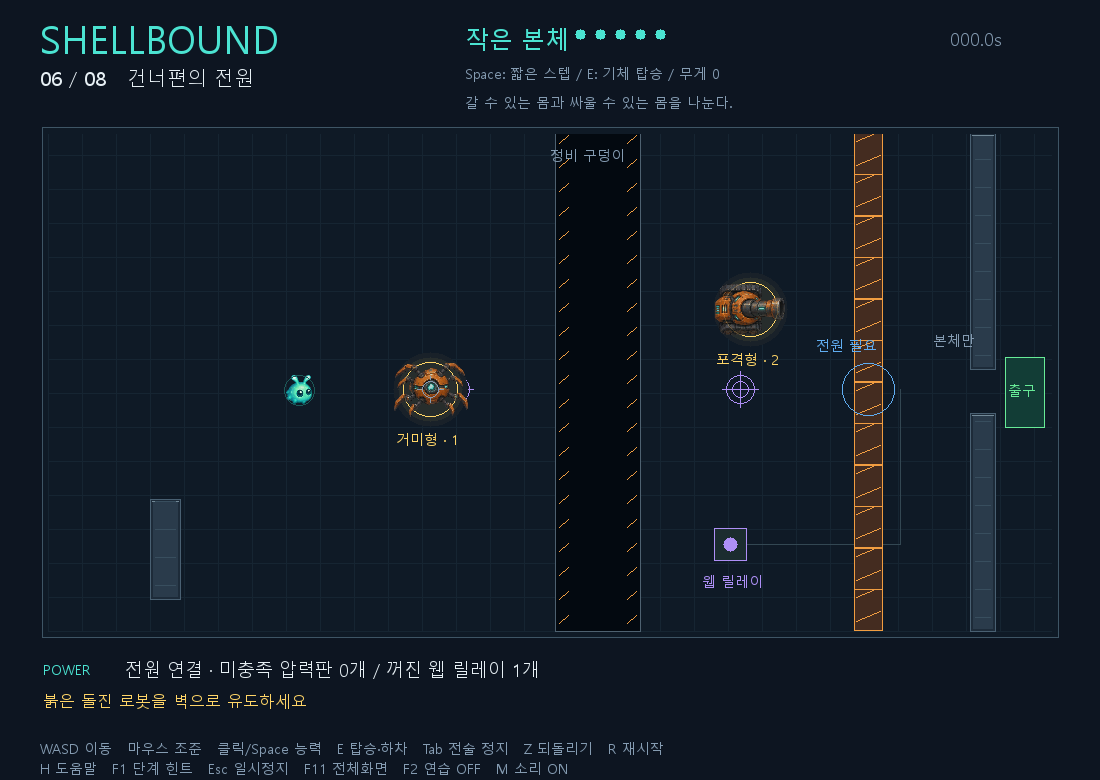 SHELLBOUND
작은 본체
000.0s
06 / 08 건너편의 전원
Space: 짧은 스텝 / E: 기체 탑승 / 무게 0
갈 수 있는 몸과 싸울 수 있는 몸을 나눈다.
정비 구덩이
전원 필요
본체만
포격형 · 2
출구
거미형 · 1
웹 릴레이
POWER 전원 연결 · 미충족 압력판 0개 / 꺼진 웹 릴레이 1개
붉은 돌진 로봇을 벽으로 유도하세요
WASD 이동 마우스 조준 클릭/Space 능력 E 탑승·하차 Tab 전술 정지 Z 되돌리기 R 재시작
H 도움말 F1 단계 힌트 Esc 일시정지 F11 전체화면 F2 연습 OFF M 소리 ON